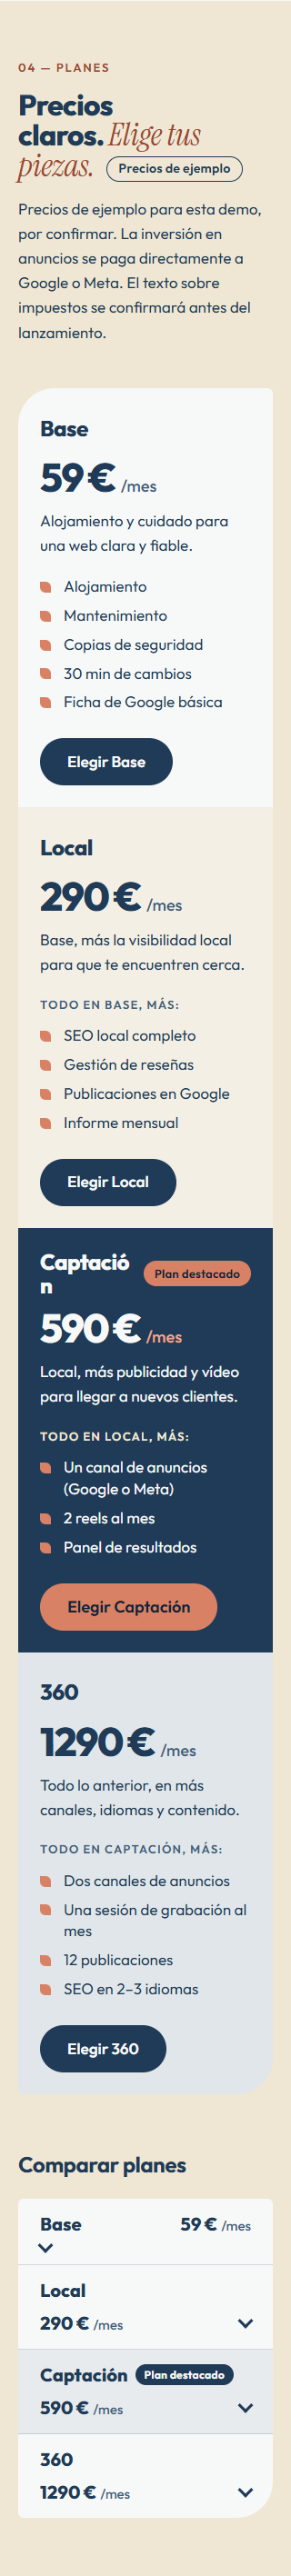 04 — PLANES
Precios
claros. Elige tus
piezas. Precios de ejemplo
Precios de ejemplo para esta demo,
por confirmar. La inversión en
anuncios se paga directamente a
Google o Meta. El texto sobre
impuestos se confirmará antes del
lanzamiento.
Base
59 € /mes
Alojamiento y cuidado para
una web clara y fiable.
Alojamiento
Mantenimiento
Copias de seguridad
30 min de cambios
Ficha de Google básica
Elegir Base
Local
290 € /mes
Base, más la visibilidad local
para que te encuentren cerca.
TODO EN BASE, MÁS:
SEO local completo
Gestión de reseñas
Publicaciones en Google
Informe mensual
Elegir Local
Captació
n
Plan destacado
590 € /mes
Local, más publicidad y vídeo
para llegar a nuevos clientes.
TODO EN LOCAL, MÁS:
Un canal de anuncios
(Google o Meta)
2 reels al mes
Panel de resultados
Elegir Captación
360
1290 € /mes
Todo lo anterior, en más
canales, idiomas y contenido.
TODO EN CAPTACIÓN, MÁS:
Dos canales de anuncios
Una sesión de grabación al
mes
12 publicaciones
SEO en 2–3 idiomas
Elegir 360
Comparar planes
Base 59 € /mes
Local
290 € /mes
Captación Plan destacado
590 € /mes
360
1290 € /mes